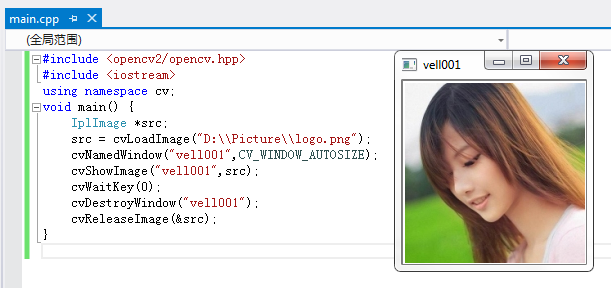 main.cpp
(全局范围)
#include <opencv2/opencv.hpp>
#include <iostream>
using namespace cv;
void main() {
    IplImage *src;
    src = cvLoadImage("D:\\Picture\\logo.png");
    cvNamedWindow("vell001",CV_WINDOW_AUTOSIZE);
    cvShowImage("vell001",src);
    cvWaitKey(0);
    cvDestroyWindow("vell001");
    cvReleaseImage(&src);
}
vell001